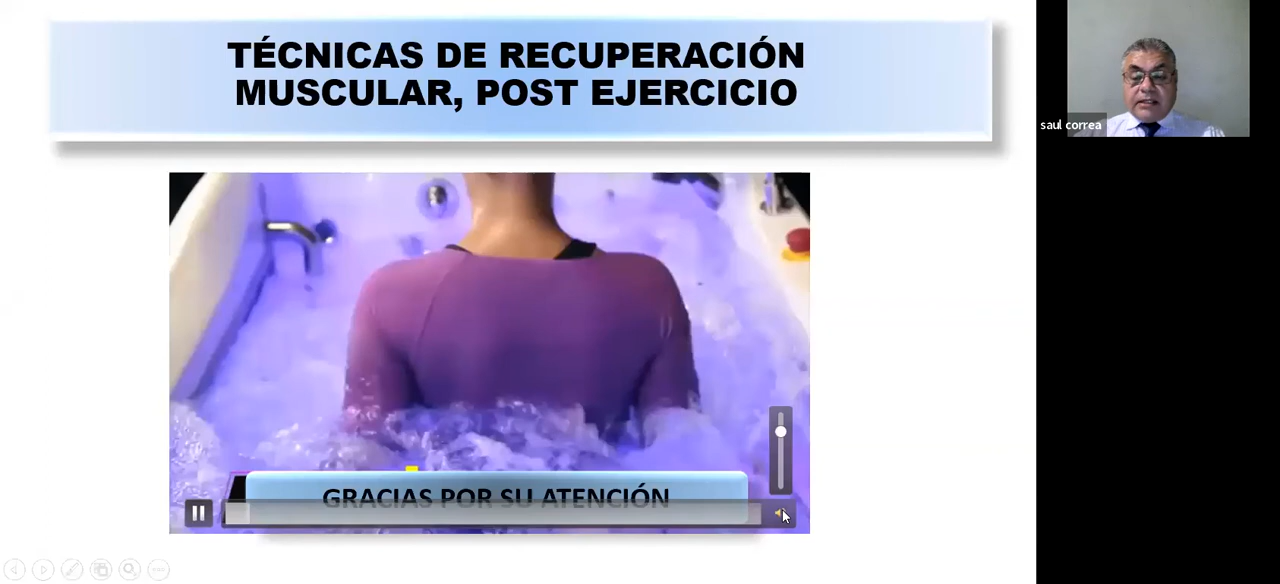 TÉCNICAS DE RECUPERACIÓN
MUSCULAR, POST EJERCICIO
saul correa
GRACIAS POR SU ATENCIÓN